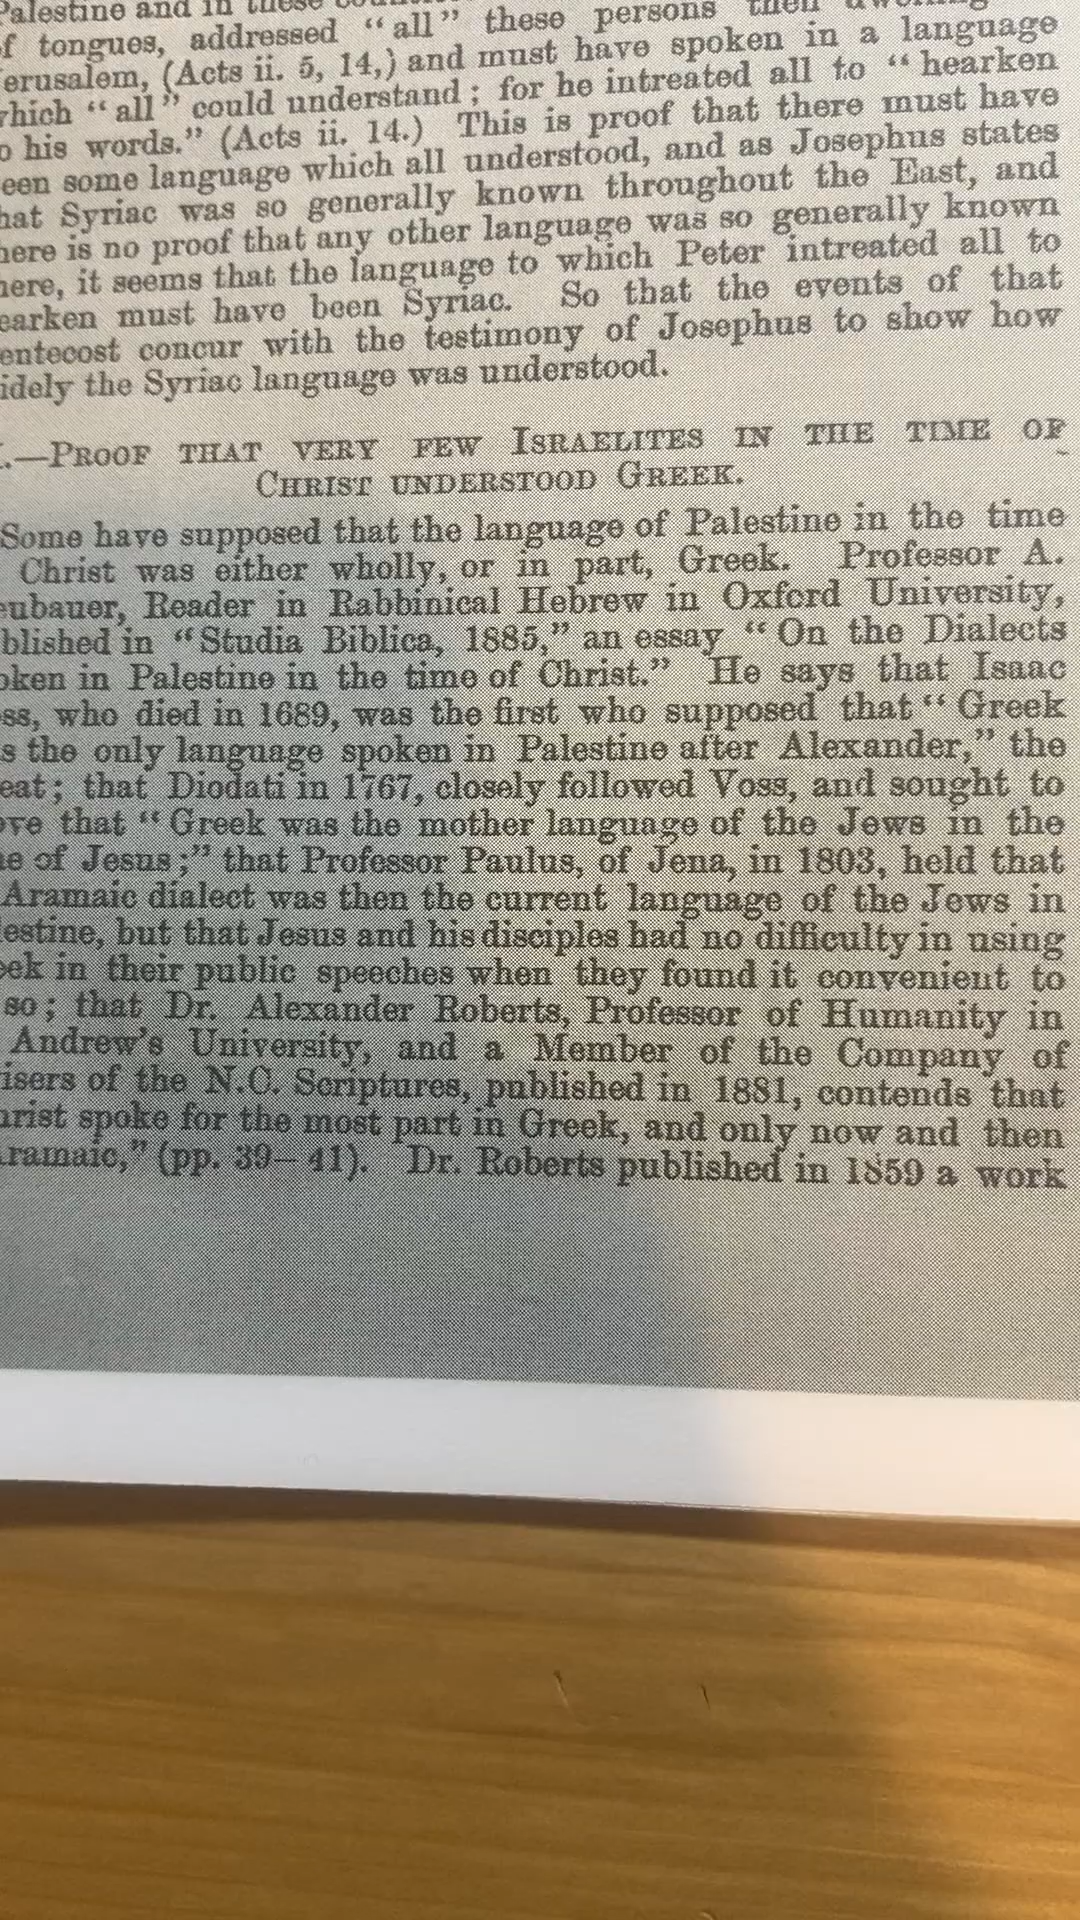 Palestine and in these
f tongues, addressed “all” these persons then
erusalem, (Acts ii. 5, 14,) and must have spoken in a language
which “all” could understand; for he intreated all to “hearken
o his words.” (Acts ii. 14.) This is proof that there must have
een some language which all understood, and as Josephus states
hat Syriac was so generally known throughout the East, and
here is no proof that any other language was so generally known
here, it seems that the language to which Peter intreated all to
earken must have been Syriac. So that the events of that
entecost concur with the testimony of Josephus to show how
idely the Syriac language was understood.
.—Proof that very few Israelites in the time of
Christ understood Greek.
Some have supposed that the language of Palestine in the time
Christ was either wholly, or in part, Greek. Professor A.
eubauer, Reader in Rabbinical Hebrew in Oxford University,
blished in “Studia Biblica, 1885,” an essay “On the Dialects
oken in Palestine in the time of Christ.” He says that Isaac
ss, who died in 1689, was the first who supposed that “Greek
s the only language spoken in Palestine after Alexander,” the
eat; that Diodati in 1767, closely followed Voss, and sought to
ove that “Greek was the mother language of the Jews in the
e of Jesus;” that Professor Paulus, of Jena, in 1803, held that
Aramaic dialect was then the current language of the Jews in
lestine, but that Jesus and his disciples had no difficulty in using
eek in their public speeches when they found it convenient to
so; that Dr. Alexander Roberts, Professor of Humanity in
Andrew’s University, and a Member of the Company of
isers of the N.C. Scriptures, published in 1881, contends that
hrist spoke for the most part in Greek, and only now and then
ramaic,” (pp. 39—41). Dr. Roberts published in 1859 a work